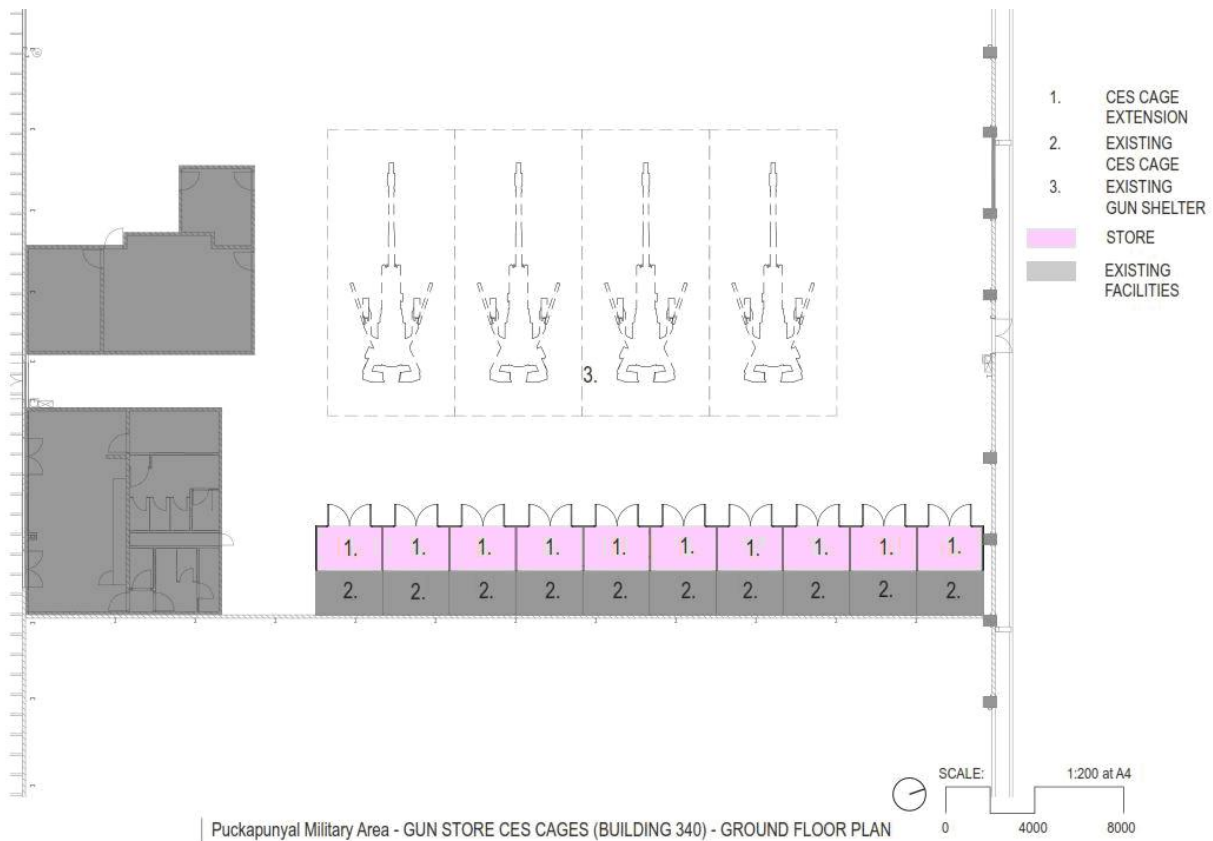 1. CES CAGE
EXTENSION
2. EXISTING
CES CAGE
3. EXISTING
GUN SHELTER
STORE
EXISTING
FACILITIES
3.
1. 1. 1. 1. 1. 1. 1. 1. 1. 1.
2. 2. 2. 2. 2. 2. 2. 2. 2. 2.
SCALE: 1:200 at A4
0 4000 8000
Puckapunyal Military Area - GUN STORE CES CAGES (BUILDING 340) - GROUND FLOOR PLAN